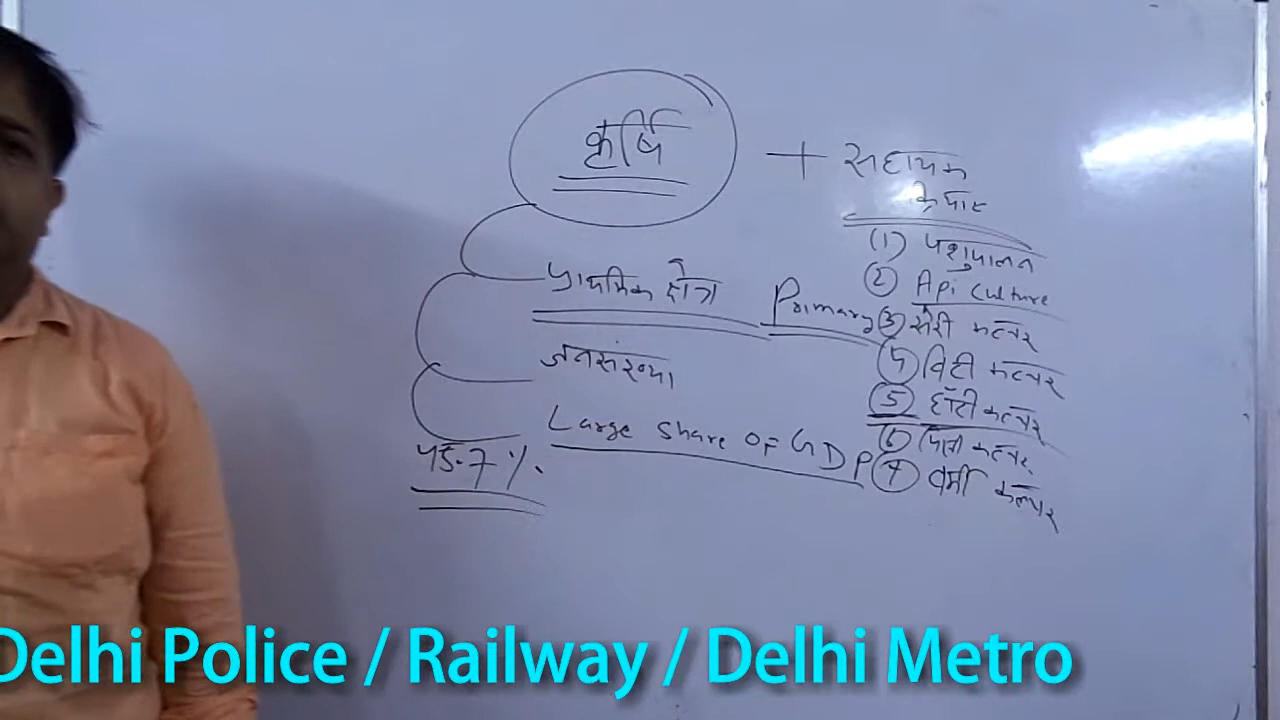 कृर्षि
+ सहायक
(1) पशुपालन
प्राथमिक क्षेत्र Primary
(2) Api culture
(3) सेरी कल्चर
जनसंख्या
(4) विटी कल्चर
(5) हॉर्टी कल्चर
Large share of GDP
(6) कल्चर
45.7%.
(7) वर्मी कल्चर
Delhi Police / Railway / Delhi Metro